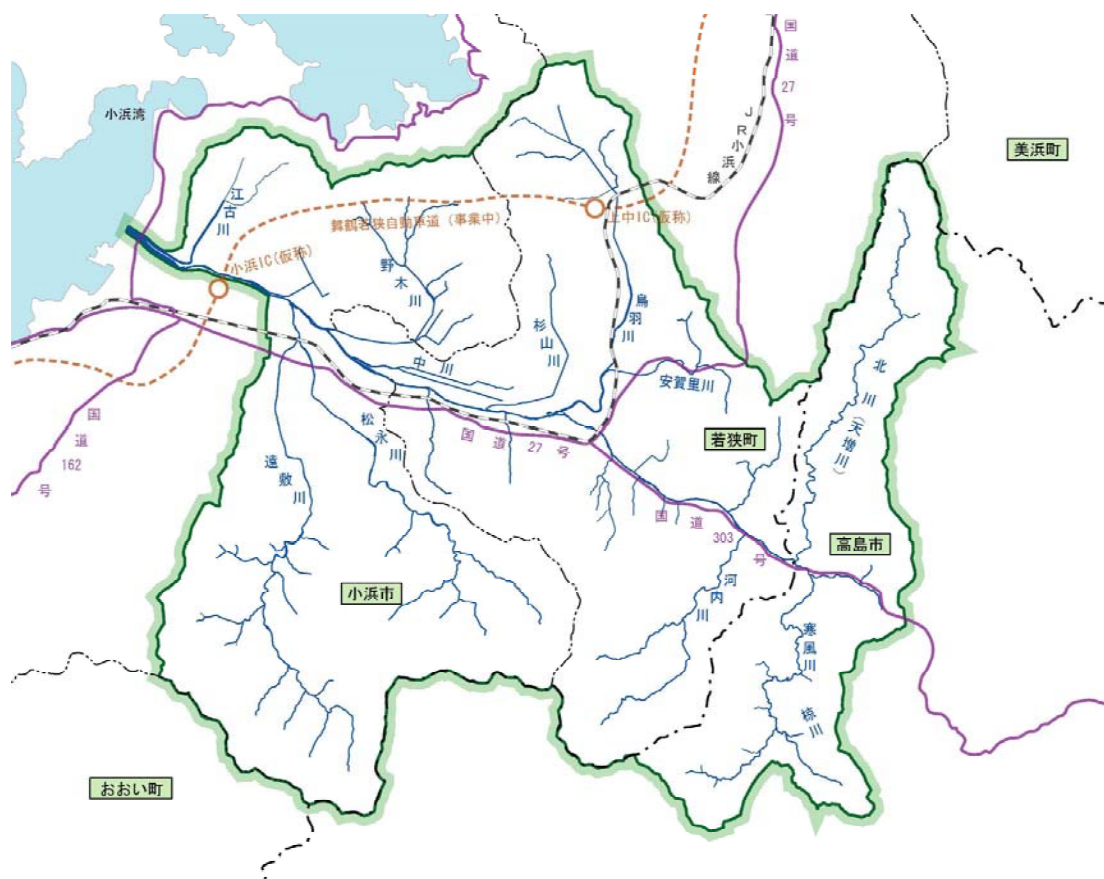 国道27号
小浜湾
JR小浜線
美浜町
江古川
舞鶴若狭自動車道（事業中）
上中IC(仮称)
小浜IC(仮称)
野木川
鳥羽川
杉山川
中川
安賀里川
北川（天増川）
国道162号
松永川
国道27号
若狭町
遠敷川
国道303号
高島市
河内川
小浜市
寒風川
椋川
おおい町